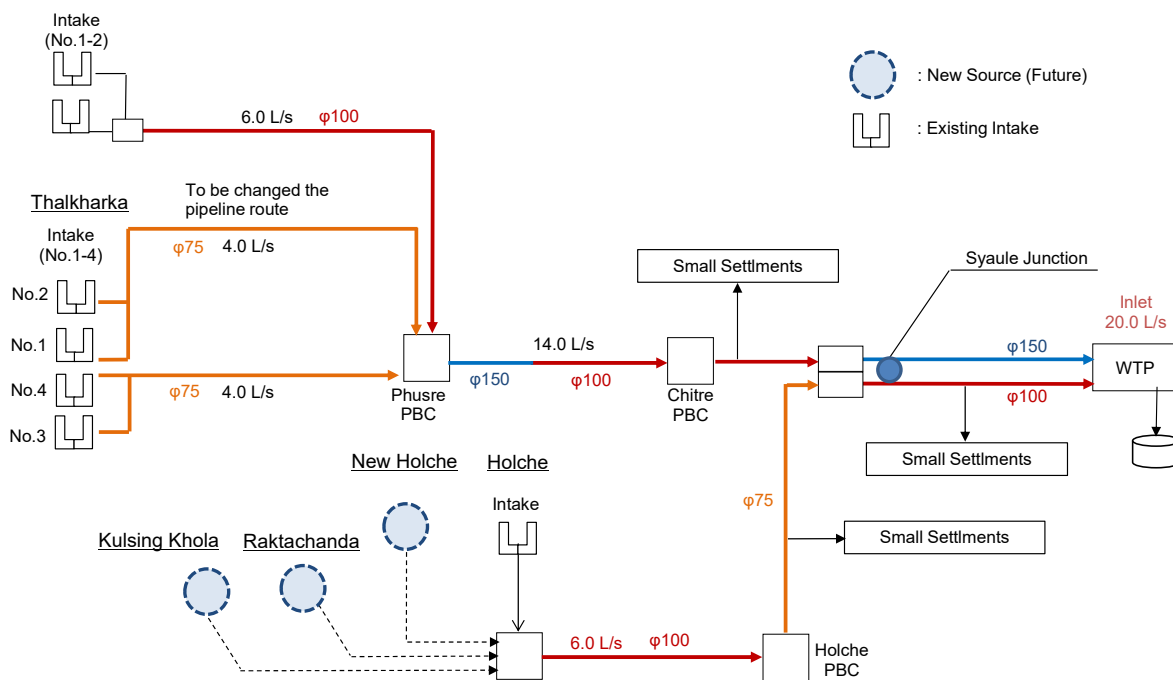 Intake
(No.1-2)
: New Source (Future)
6.0 L/s φ100
: Existing Intake
To be changed the
pipeline route
Thalkharka
Intake
(No.1-4)
φ75 4.0 L/s
Syaule Junction
Small Settlments
No.2
Inlet
20.0 L/s
No.1
14.0 L/s
φ150
WTP
No.4
φ75 4.0 L/s
φ150 φ100
φ100
Phusre
PBC
Chitre
PBC
No.3
Small Settlments
New Holche
Holche
Intake
φ75
Kulsing Khola
Raktachanda
Small Settlments
6.0 L/s φ100
Holche
PBC